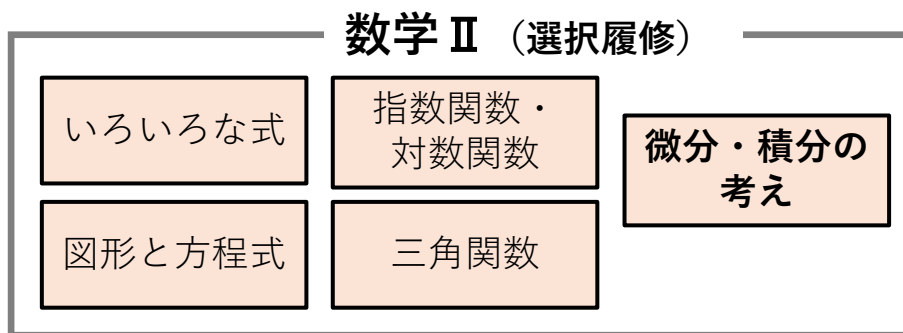 数学Ⅱ（選択履修）
いろいろな式
指数関数・
対数関数
微分・積分の
考え
図形と方程式
三角関数